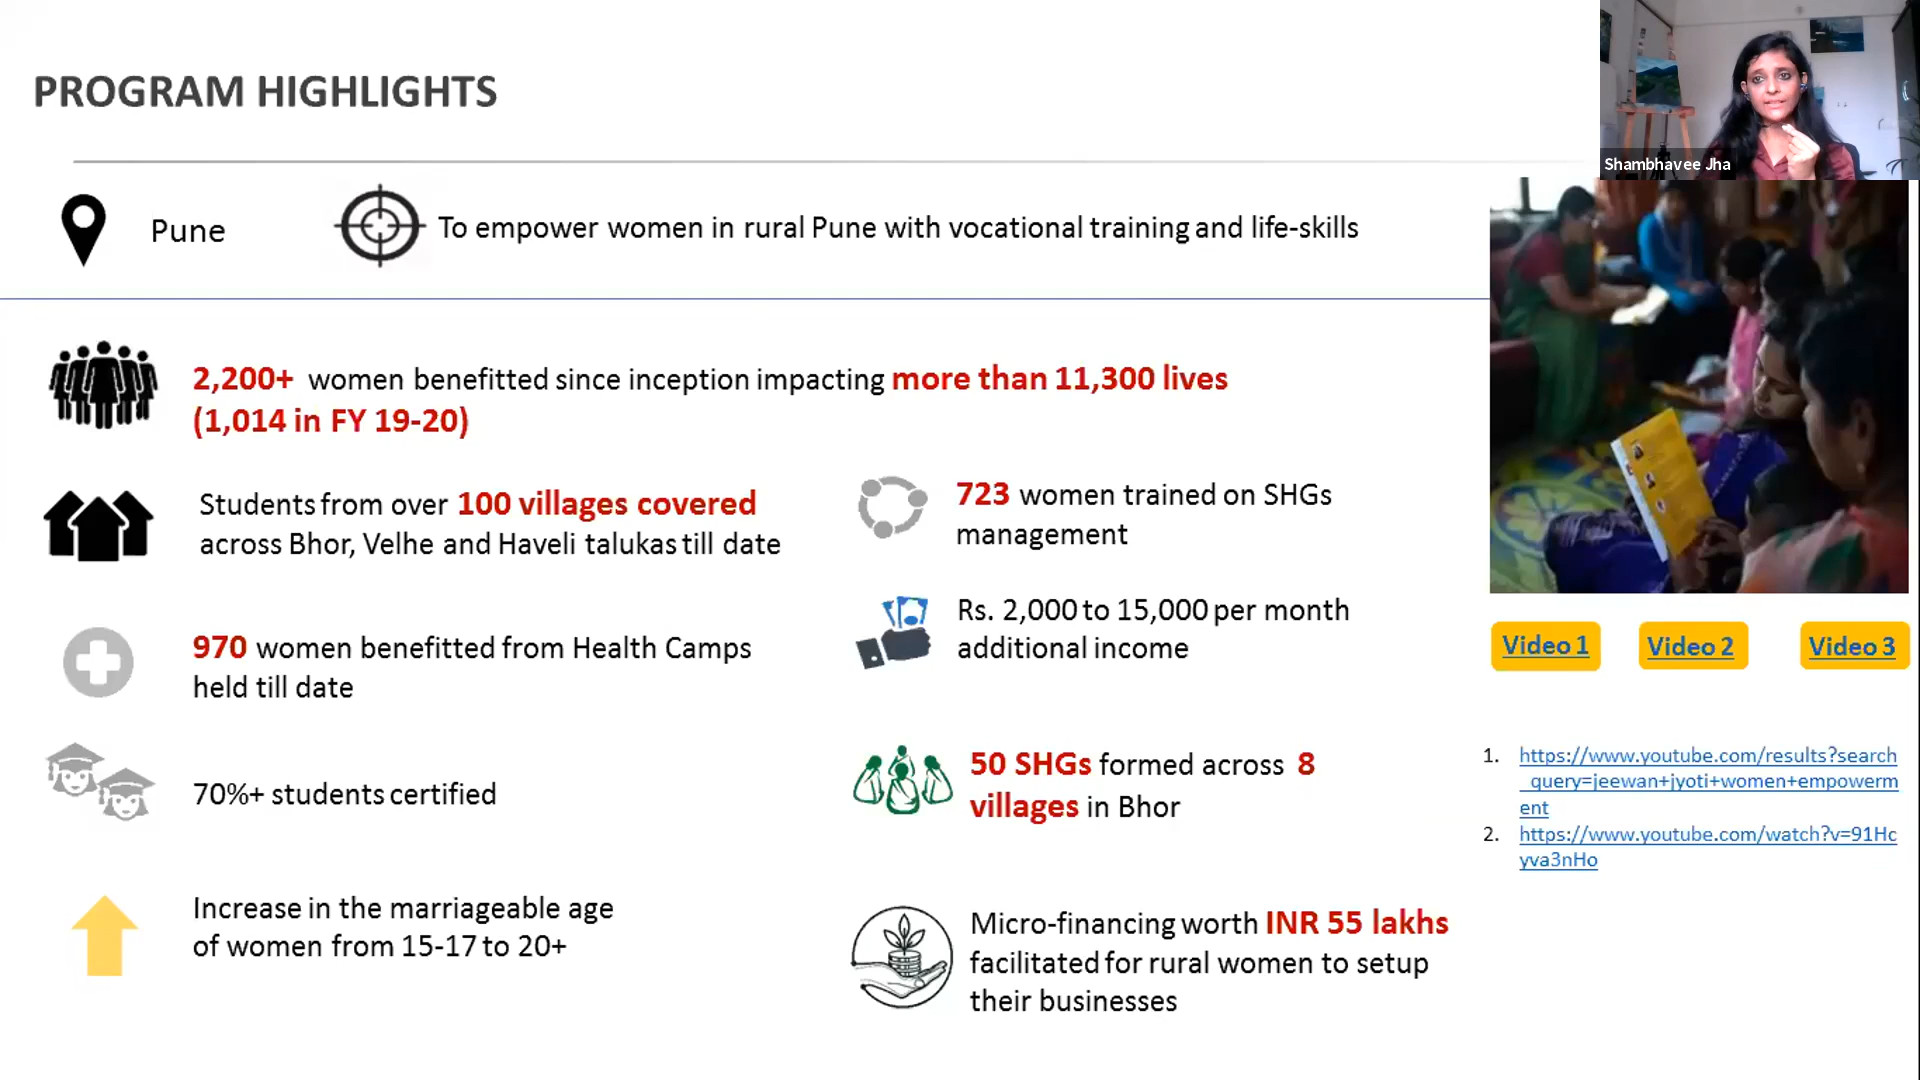 PROGRAM HIGHLIGHTS
Shambhavee Jha
Pune
To empower women in rural Pune with vocational training and life-skills
2,200+ women benefitted since inception impacting more than 11,300 lives
(1,014 in FY 19-20)
Students from over 100 villages covered
across Bhor, Velhe and Haveli talukas till date
723 women trained on SHGs
management
970 women benefitted from Health Camps
held till date
Rs. 2,000 to 15,000 per month
additional income
70%+ students certified
50 SHGs formed across 8
villages in Bhor
Increase in the marriageable age
of women from 15-17 to 20+
Micro-financing worth INR 55 lakhs
facilitated for rural women to setup
their businesses
Video 1
Video 2
Video 3
1. https://www.youtube.com/results?search
_query=jeewan+jyoti+women+empowerm
ent
2. https://www.youtube.com/watch?v=91Hc
yva3nHo